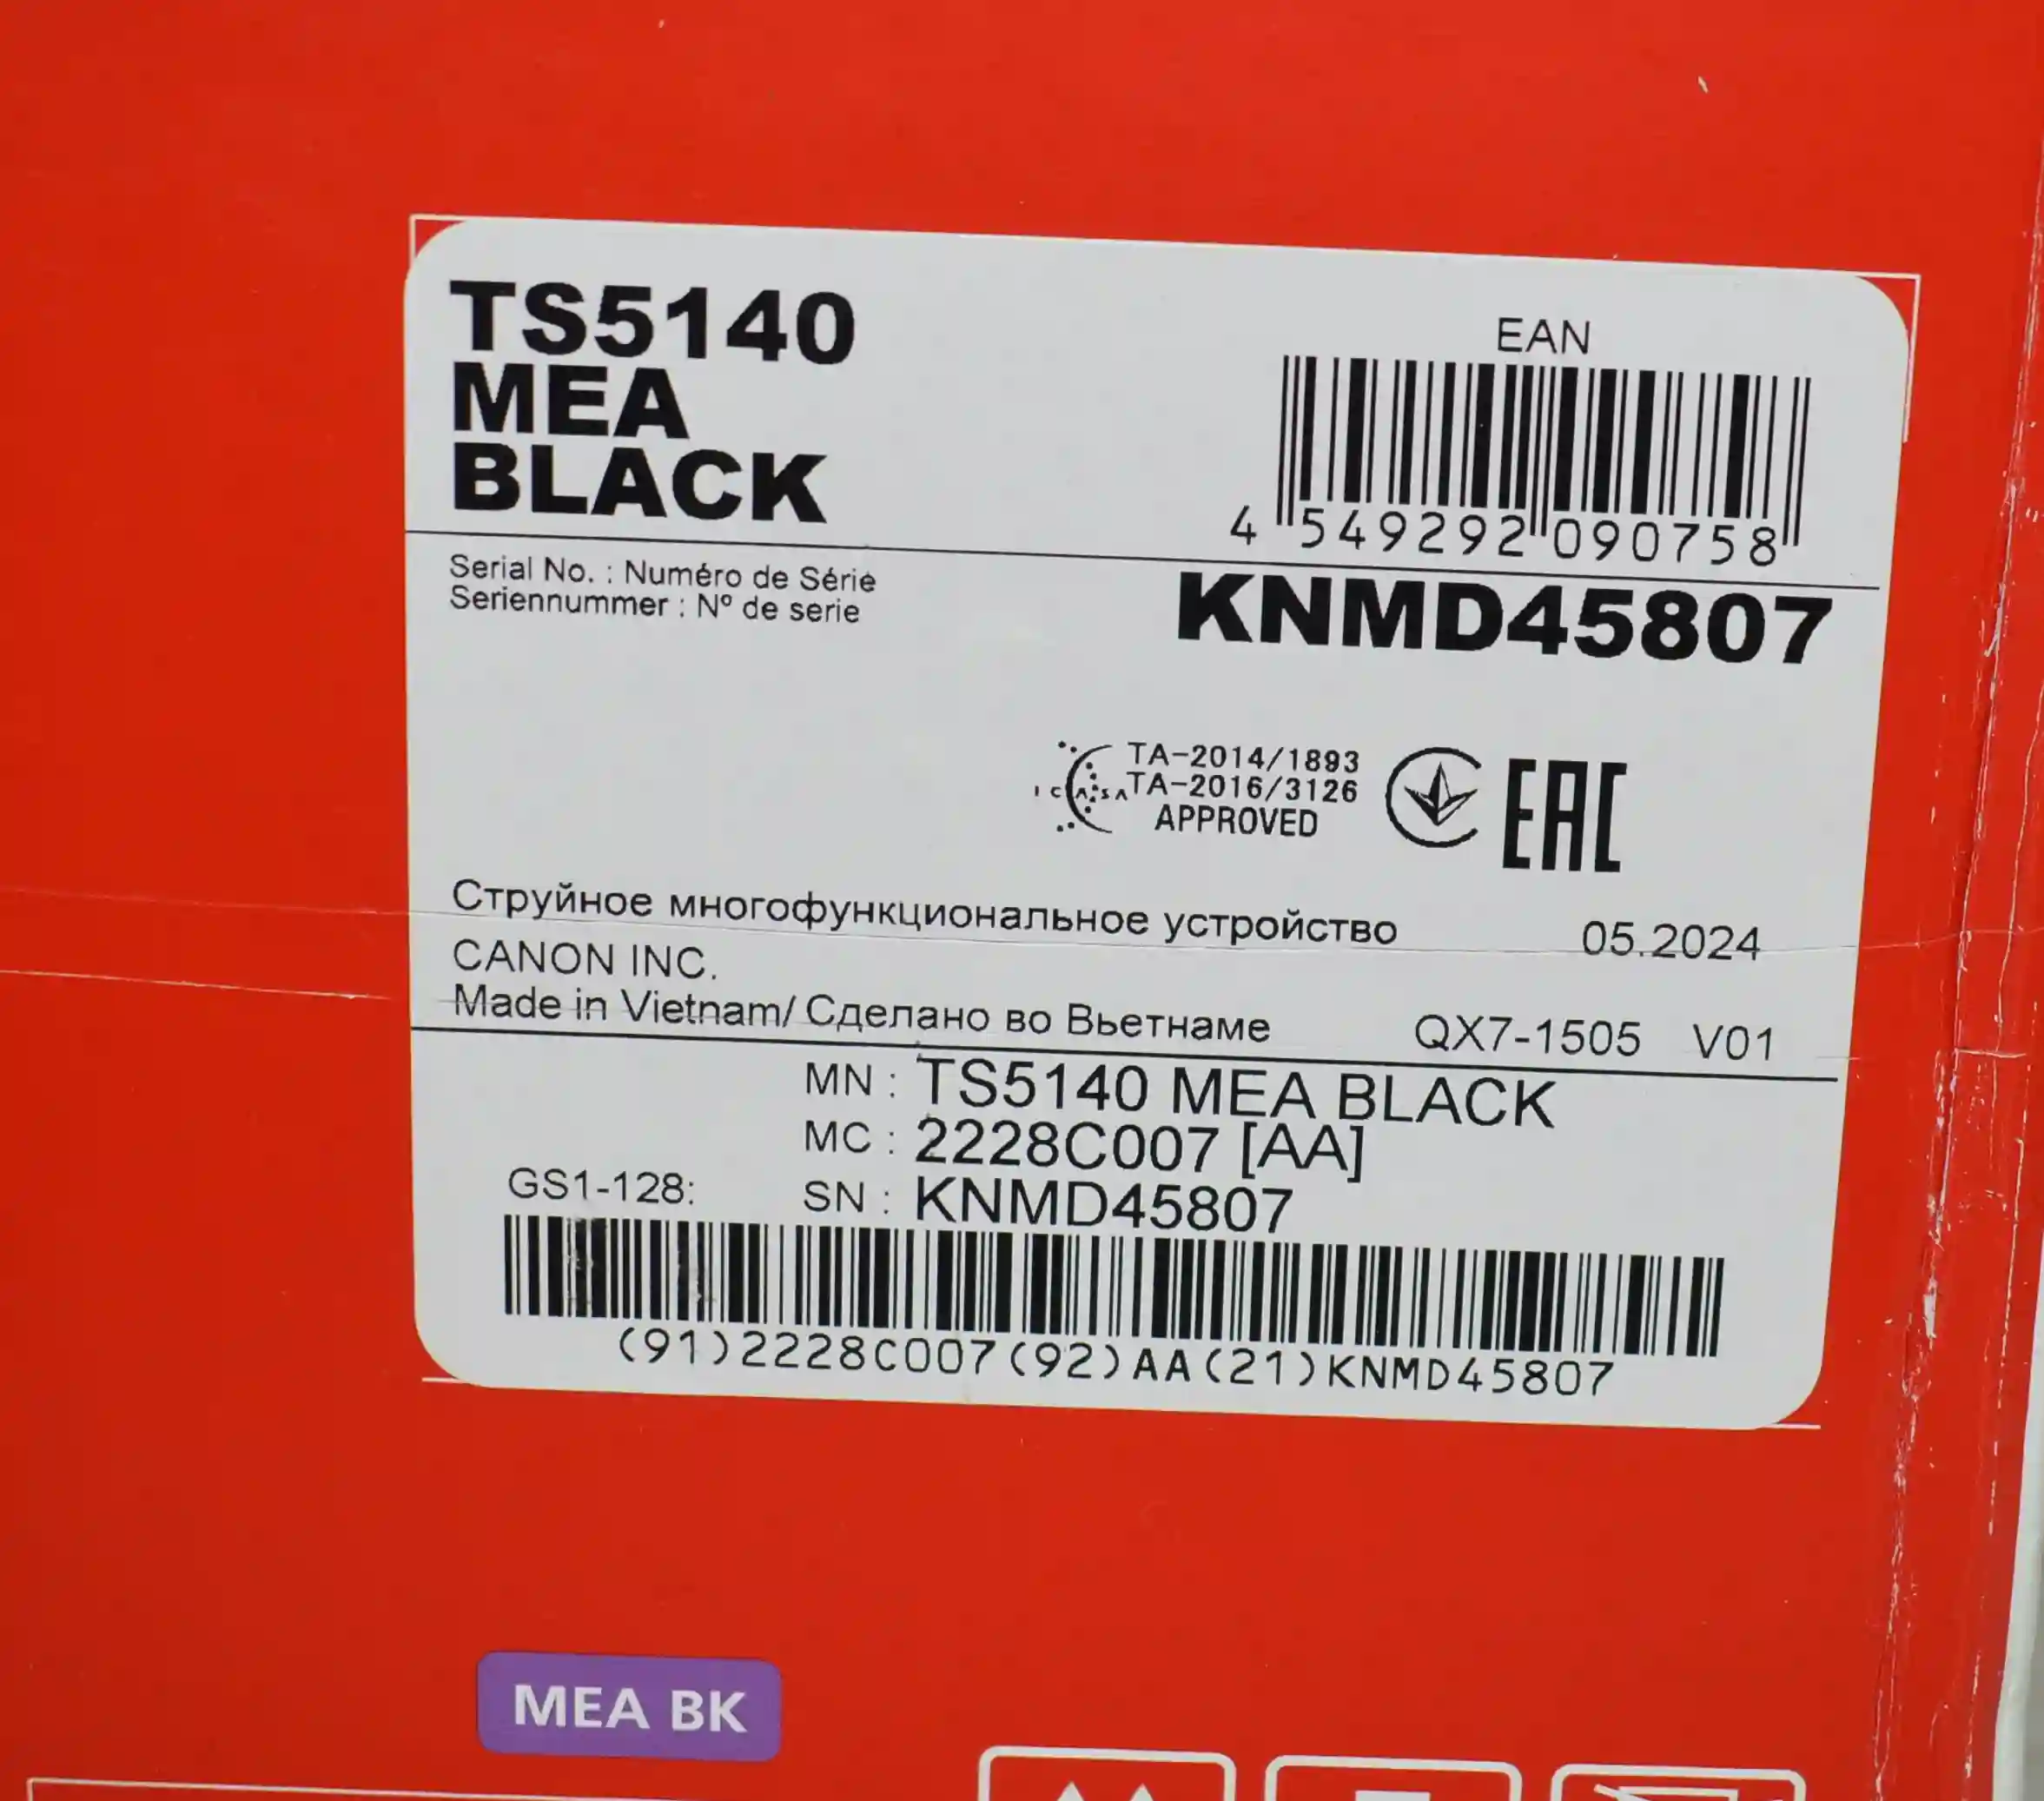 TS5140
MEA
BLACK
EAN
4 549292 090758
Serial No. : Numéro de Série
Seriennummer : Nº de serie
KNMD45807
ICASA
TA-2014/1893
TA-2016/3126
APPROVED
EAC
Струйное многофункциональное устройство 05.2024
CANON INC.
Made in Vietnam/ Сделано во Вьетнаме QX7-1505 V01
MN : TS5140 MEA BLACK
MC : 2228C007 [AA]
GS1-128: SN : KNMD45807
(91)2228C007(92)AA(21)KNMD45807
MEA BK